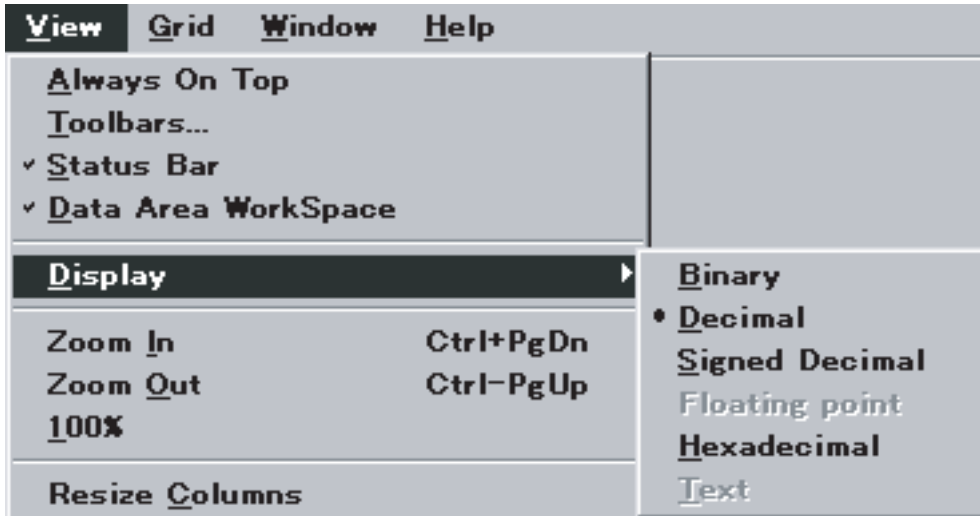 View Grid Window Help
Always On Top
Toolbars...
Status Bar
Data Area WorkSpace
Display
Zoom In Ctrl+PgDn
Zoom Out Ctrl-PgUp
100%
Resize Columns
Binary
Decimal
Signed Decimal
Floating point
Hexadecimal
Text